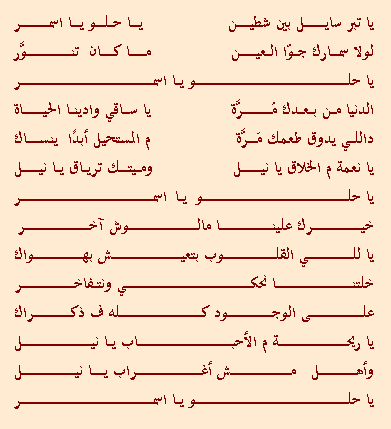 يا تبر سايل بين شطين يا حلو يا اسمر
لولا سمارك جوّا العين ما كان تنوَّر
يا حلو يا اسمر
الدنيا من بعدك مُرَّة يا ساقي وادينا الحياة
داللي يدوق طعمك مَرَّة م المستحيل أبدًا ينساك
يا نعمة م الخلاق يا نيل وميتك ترياق يا نيل
يا حلو يا اسمر
خيرك علينا مالوش آخر
يا للي القلوب بتعيش بهواك
خلتنا نحكي ونتفاخر
على الوجود كله ف ذكراك
يا ريحة م الأحباب يا نيل
وأهل مش أغراب يا نيل
يا حلو يا اسمر